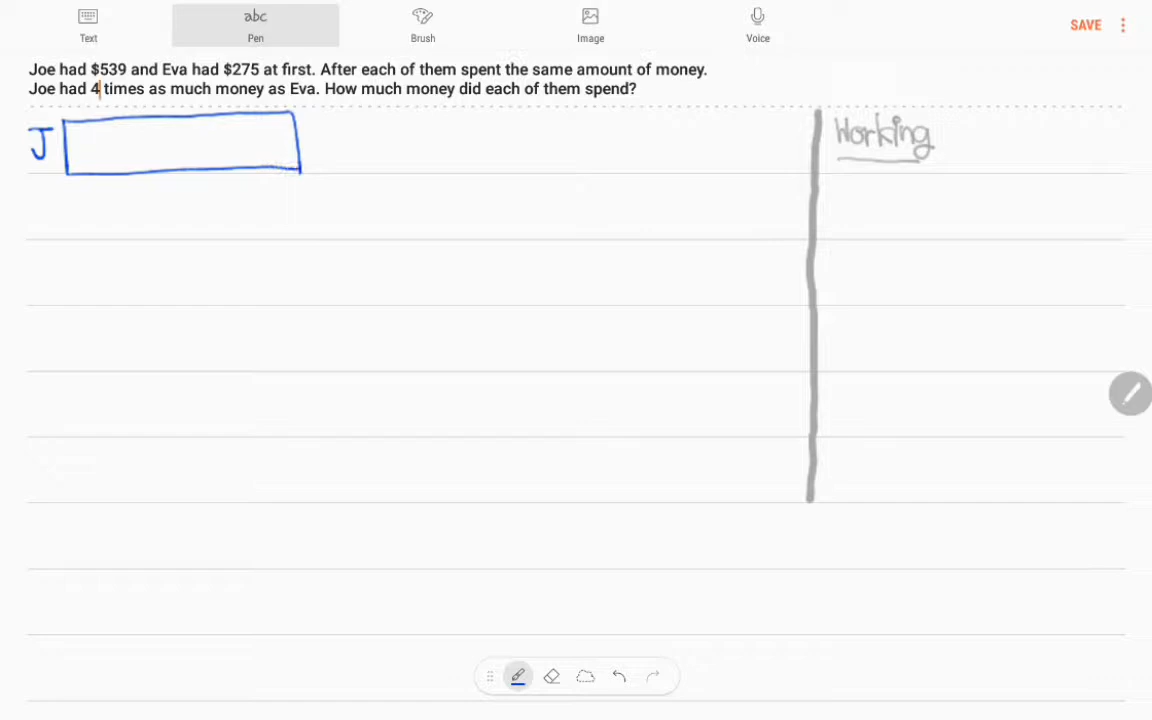 Text
abc
Pen
Brush
Image
Voice
SAVE
Joe had $539 and Eva had $275 at first. After each of them spent the same amount of money.
Joe had 4 times as much money as Eva. How much money did each of them spend?
J
Working